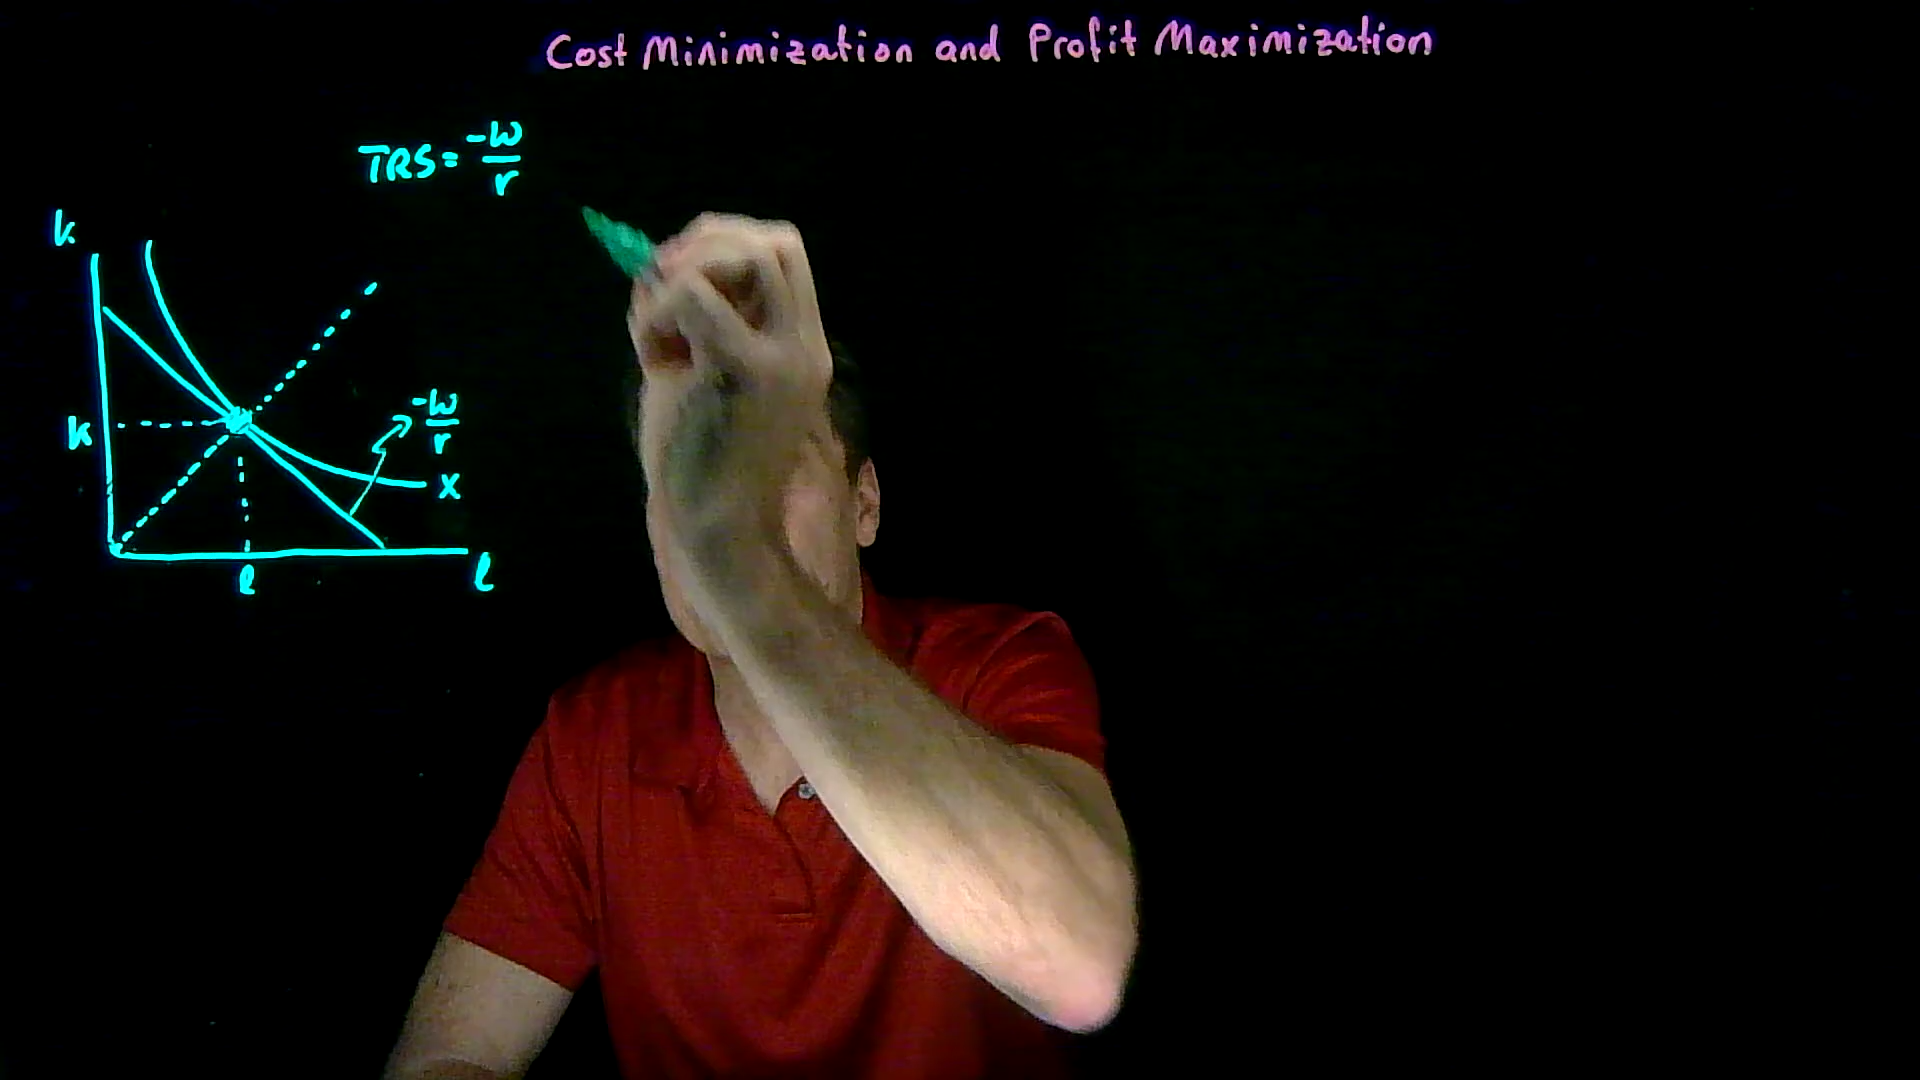 Cost Minimization and Profit Maximization
TRS = -w/r
k
k
-w/r
x
l
l